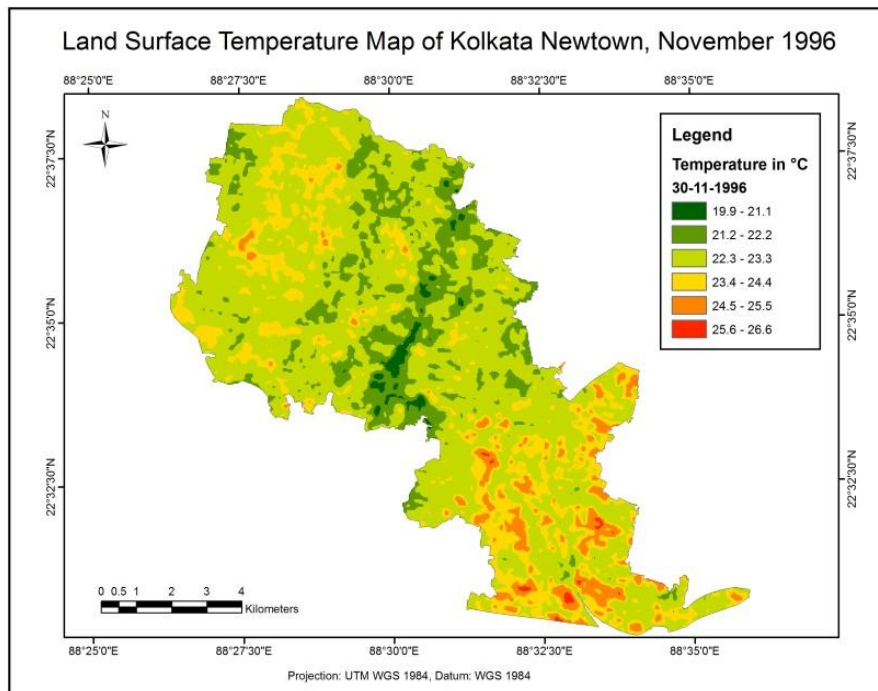 Land Surface Temperature Map of Kolkata Newtown, November 1996
88°25'0"E 88°27'30"E 88°30'0"E 88°32'30"E 88°35'0"E
N
22°37'30"N
22°35'0"N
22°32'30"N
Legend
Temperature in °C
30-11-1996
19.9 - 21.1
21.2 - 22.2
22.3 - 23.3
23.4 - 24.4
24.5 - 25.5
25.6 - 26.6
22°37'30"N
22°35'0"N
22°32'30"N
0 0.5 1 2 3 4
Kilometers
88°25'0"E 88°27'30"E 88°30'0"E 88°32'30"E 88°35'0"E
Projection: UTM WGS 1984, Datum: WGS 1984